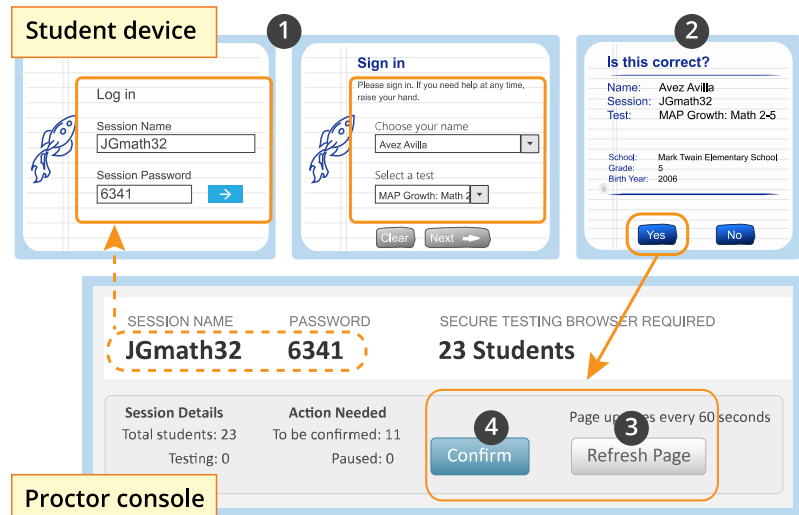 Student device
1
Log in
Session Name
JGmath32
Session Password
6341
Sign in
Please sign in. If you need help at any time,
raise your hand.
Choose your name
Avez Avilla
Select a test
MAP Growth: Math 2
Clear
Next
2
Is this correct?
Name: Avez Avilla
Session: JGmath32
Test: MAP Growth: Math 2-5
School: Mark Twain Elementary School
Grade: 5
Birth Year: 2006
Yes
No
SESSION NAME PASSWORD SECURE TESTING BROWSER REQUIRED
JGmath32 6341 23 Students
Session Details Action Needed Page updates every 60 seconds
Total students: 23 To be confirmed: 11
Testing: 0 Paused: 0
4
Confirm
3
Refresh Page
Proctor console